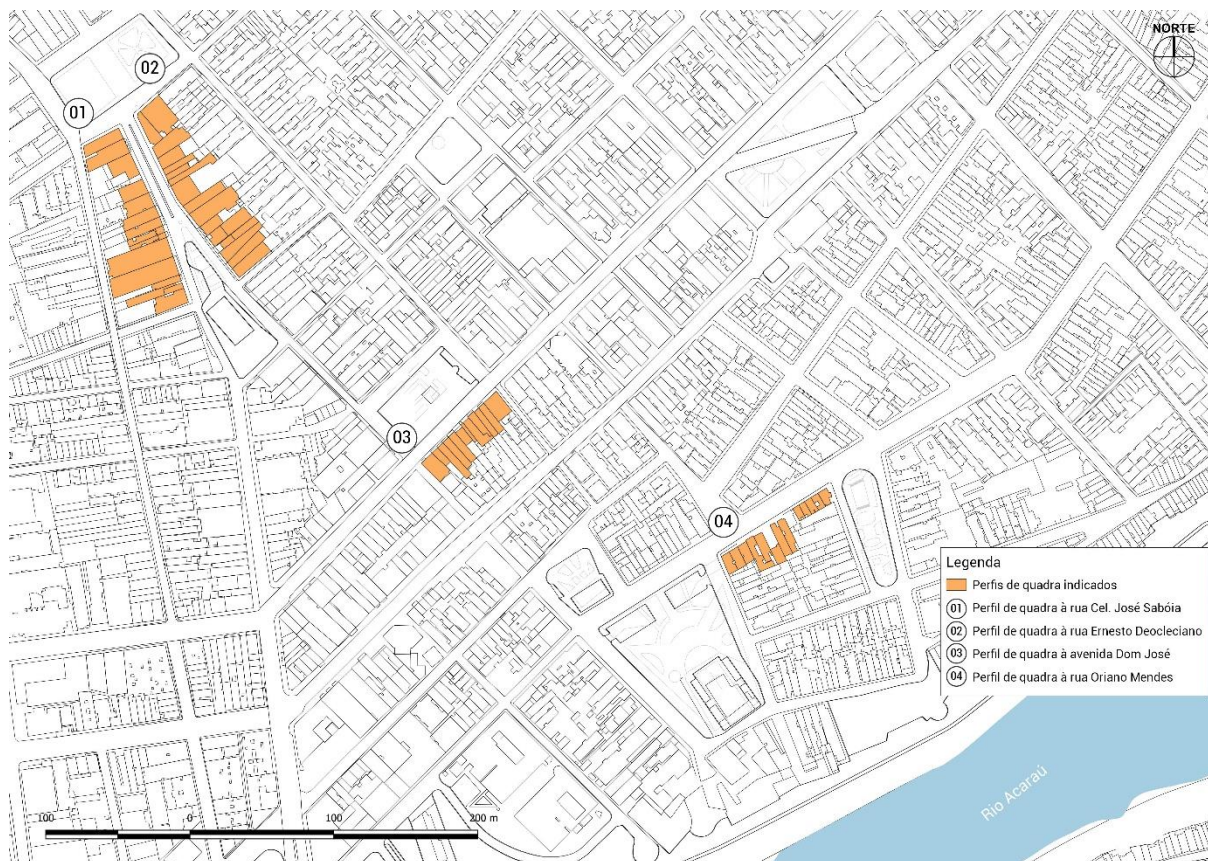 NORTE
02
01
03
04
Legenda
Perfis de quadra indicados
01 Perfil de quadra à rua Cel. José Sabóia
02 Perfil de quadra à rua Ernesto Deocleciano
03 Perfil de quadra à avenida Dom José
04 Perfil de quadra à rua Oriano Mendes
Rio Acaraú
100 0 100 200 m